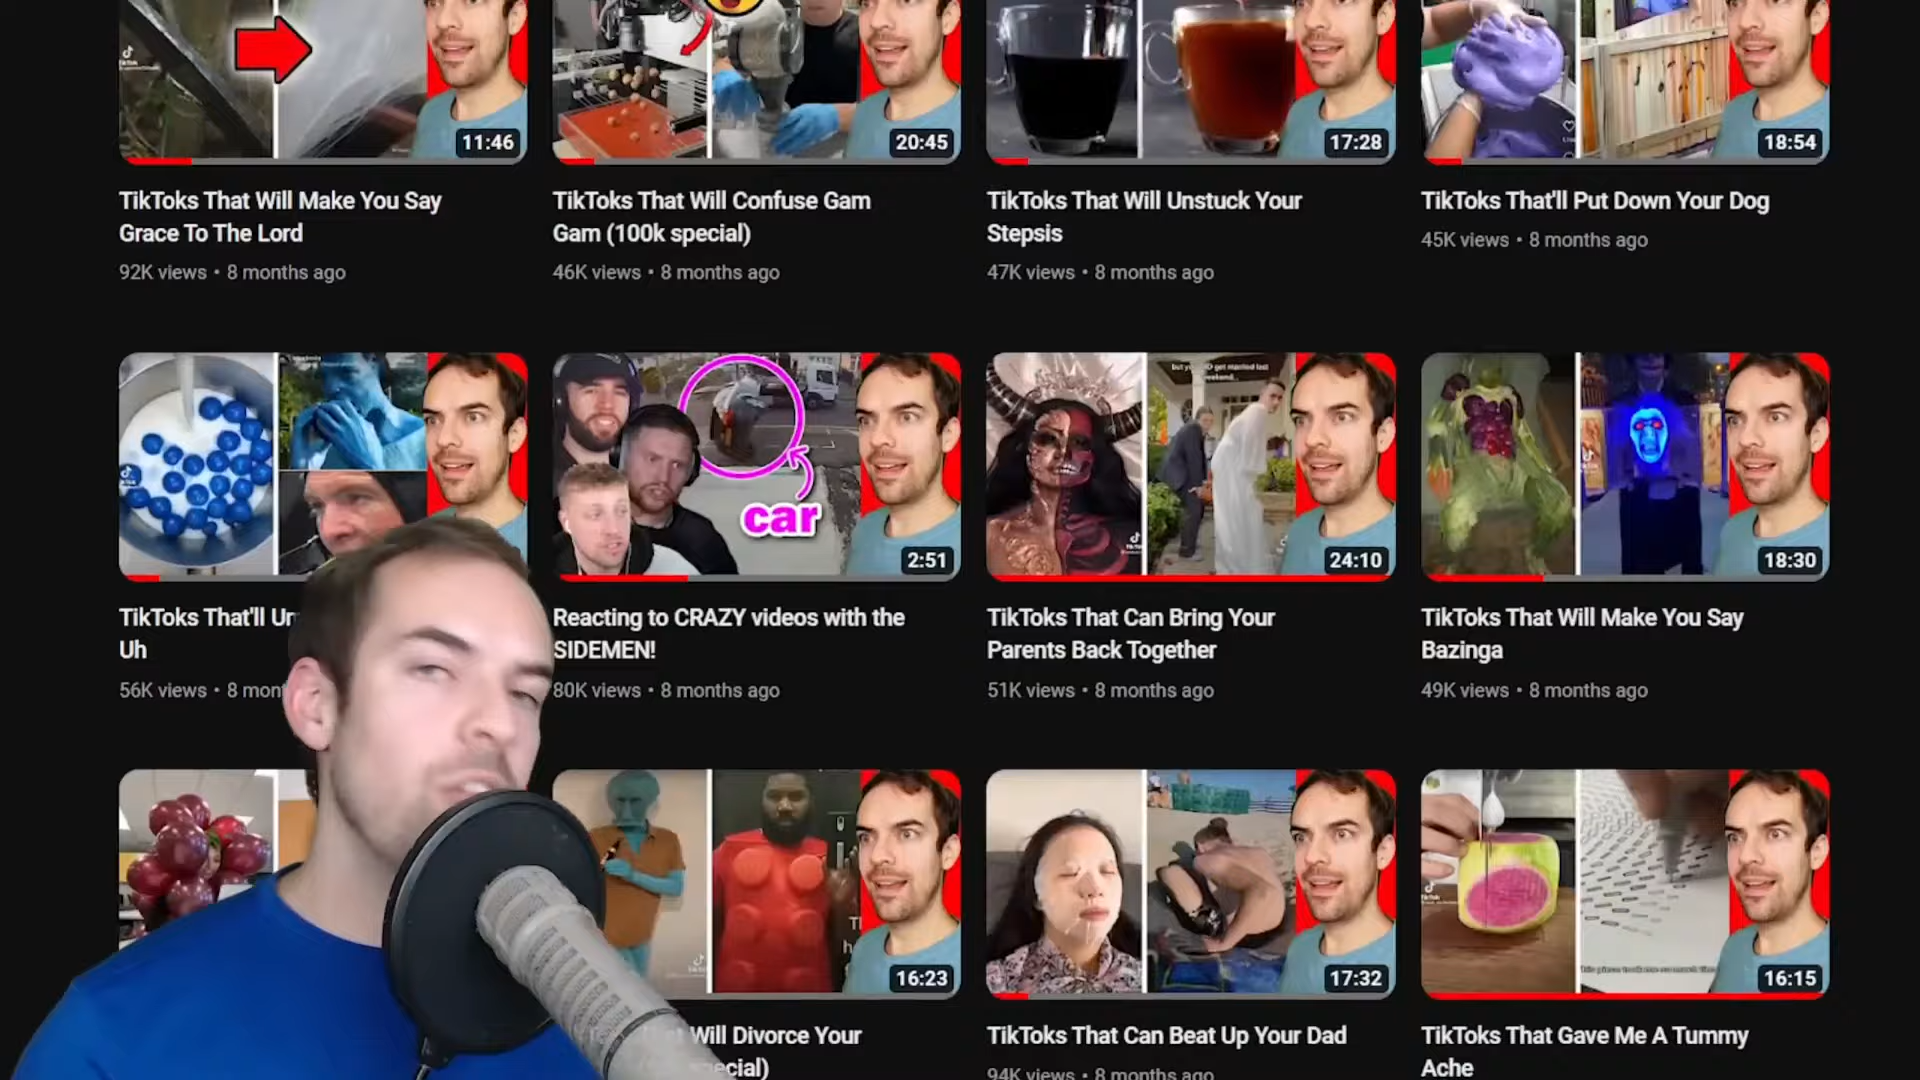 11:46
20:45
17:28
18:54
TikTok
TikToks That Will Make You Say
Grace To The Lord
92K views • 8 months ago
TikToks That Will Confuse Gam
Gam (100k special)
46K views • 8 months ago
TikToks That Will Unstuck Your
Stepsis
47K views • 8 months ago
TikToks That'll Put Down Your Dog
45K views • 8 months ago
car
2:51
24:10
18:30
TikToks That'll
Uh
56K views • 8
Reacting to CRAZY videos with the
SIDEMEN!
80K views • 8 months ago
TikToks That Can Bring Your
Parents Back Together
51K views • 8 months ago
TikToks That Will Make You Say
Bazinga
49K views • 8 months ago
16:23
17:32
16:15
Will Divorce Your
TikToks That Can Beat Up Your Dad
94K views • 8 months ago
TikToks That Gave Me A Tummy
Ache